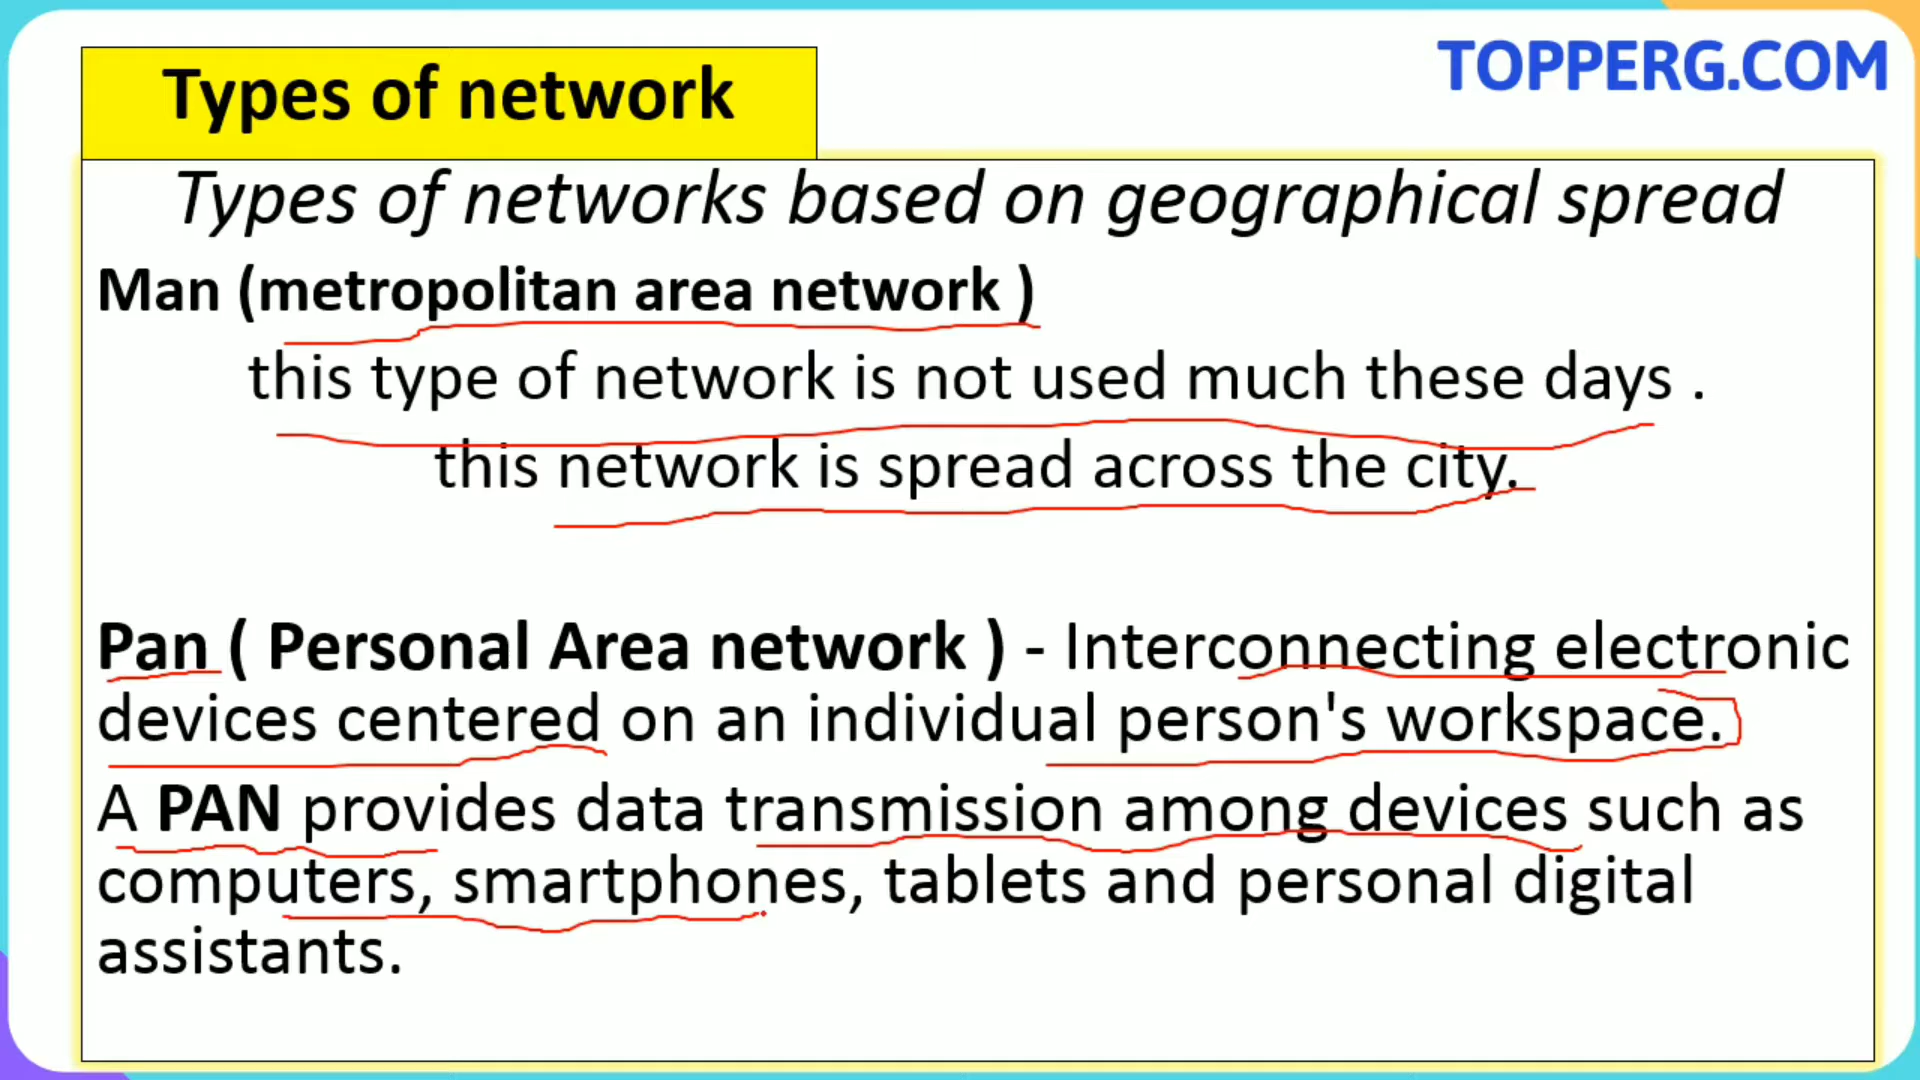 TOPPERG.COM
Types of network
Types of networks based on geographical spread
Man (metropolitan area network )
this type of network is not used much these days .
this network is spread across the city.
Pan ( Personal Area network ) - Interconnecting electronic
devices centered on an individual person's workspace.
A PAN provides data transmission among devices such as
computers, smartphones, tablets and personal digital
assistants.